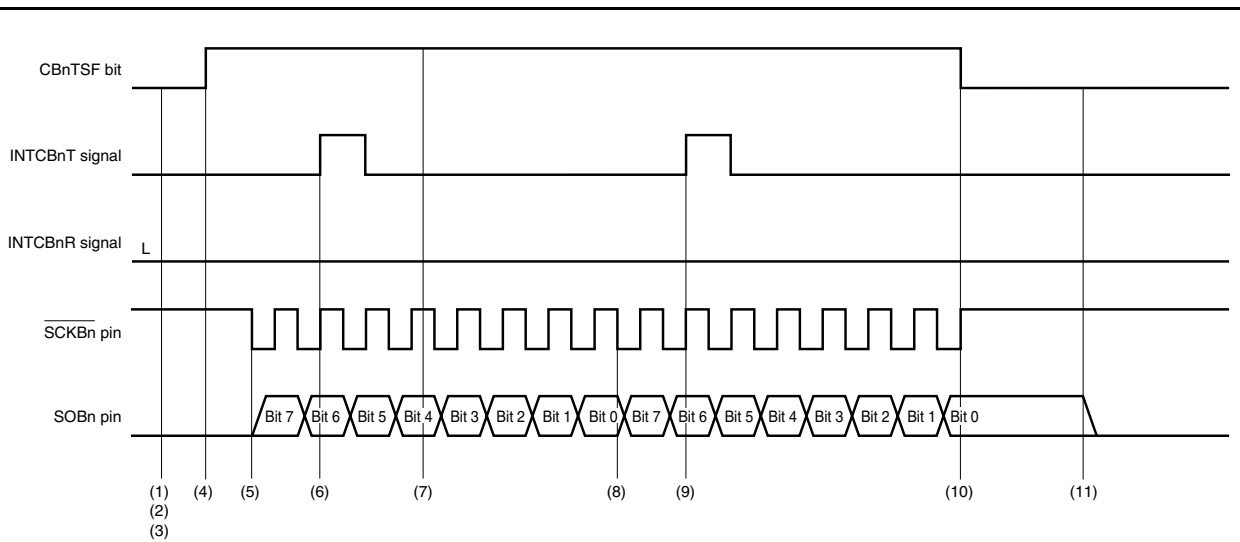 CBnTSF bit
INTCBnT signal
INTCBnR signal
L
SCKBn pin
SOBn pin
Bit 7 Bit 6 Bit 5 Bit 4 Bit 3 Bit 2 Bit 1 Bit 0 Bit 7 Bit 6 Bit 5 Bit 4 Bit 3 Bit 2 Bit 1 Bit 0
(1) (4) (5) (6) (7) (8) (9) (10) (11)
(2)
(3)